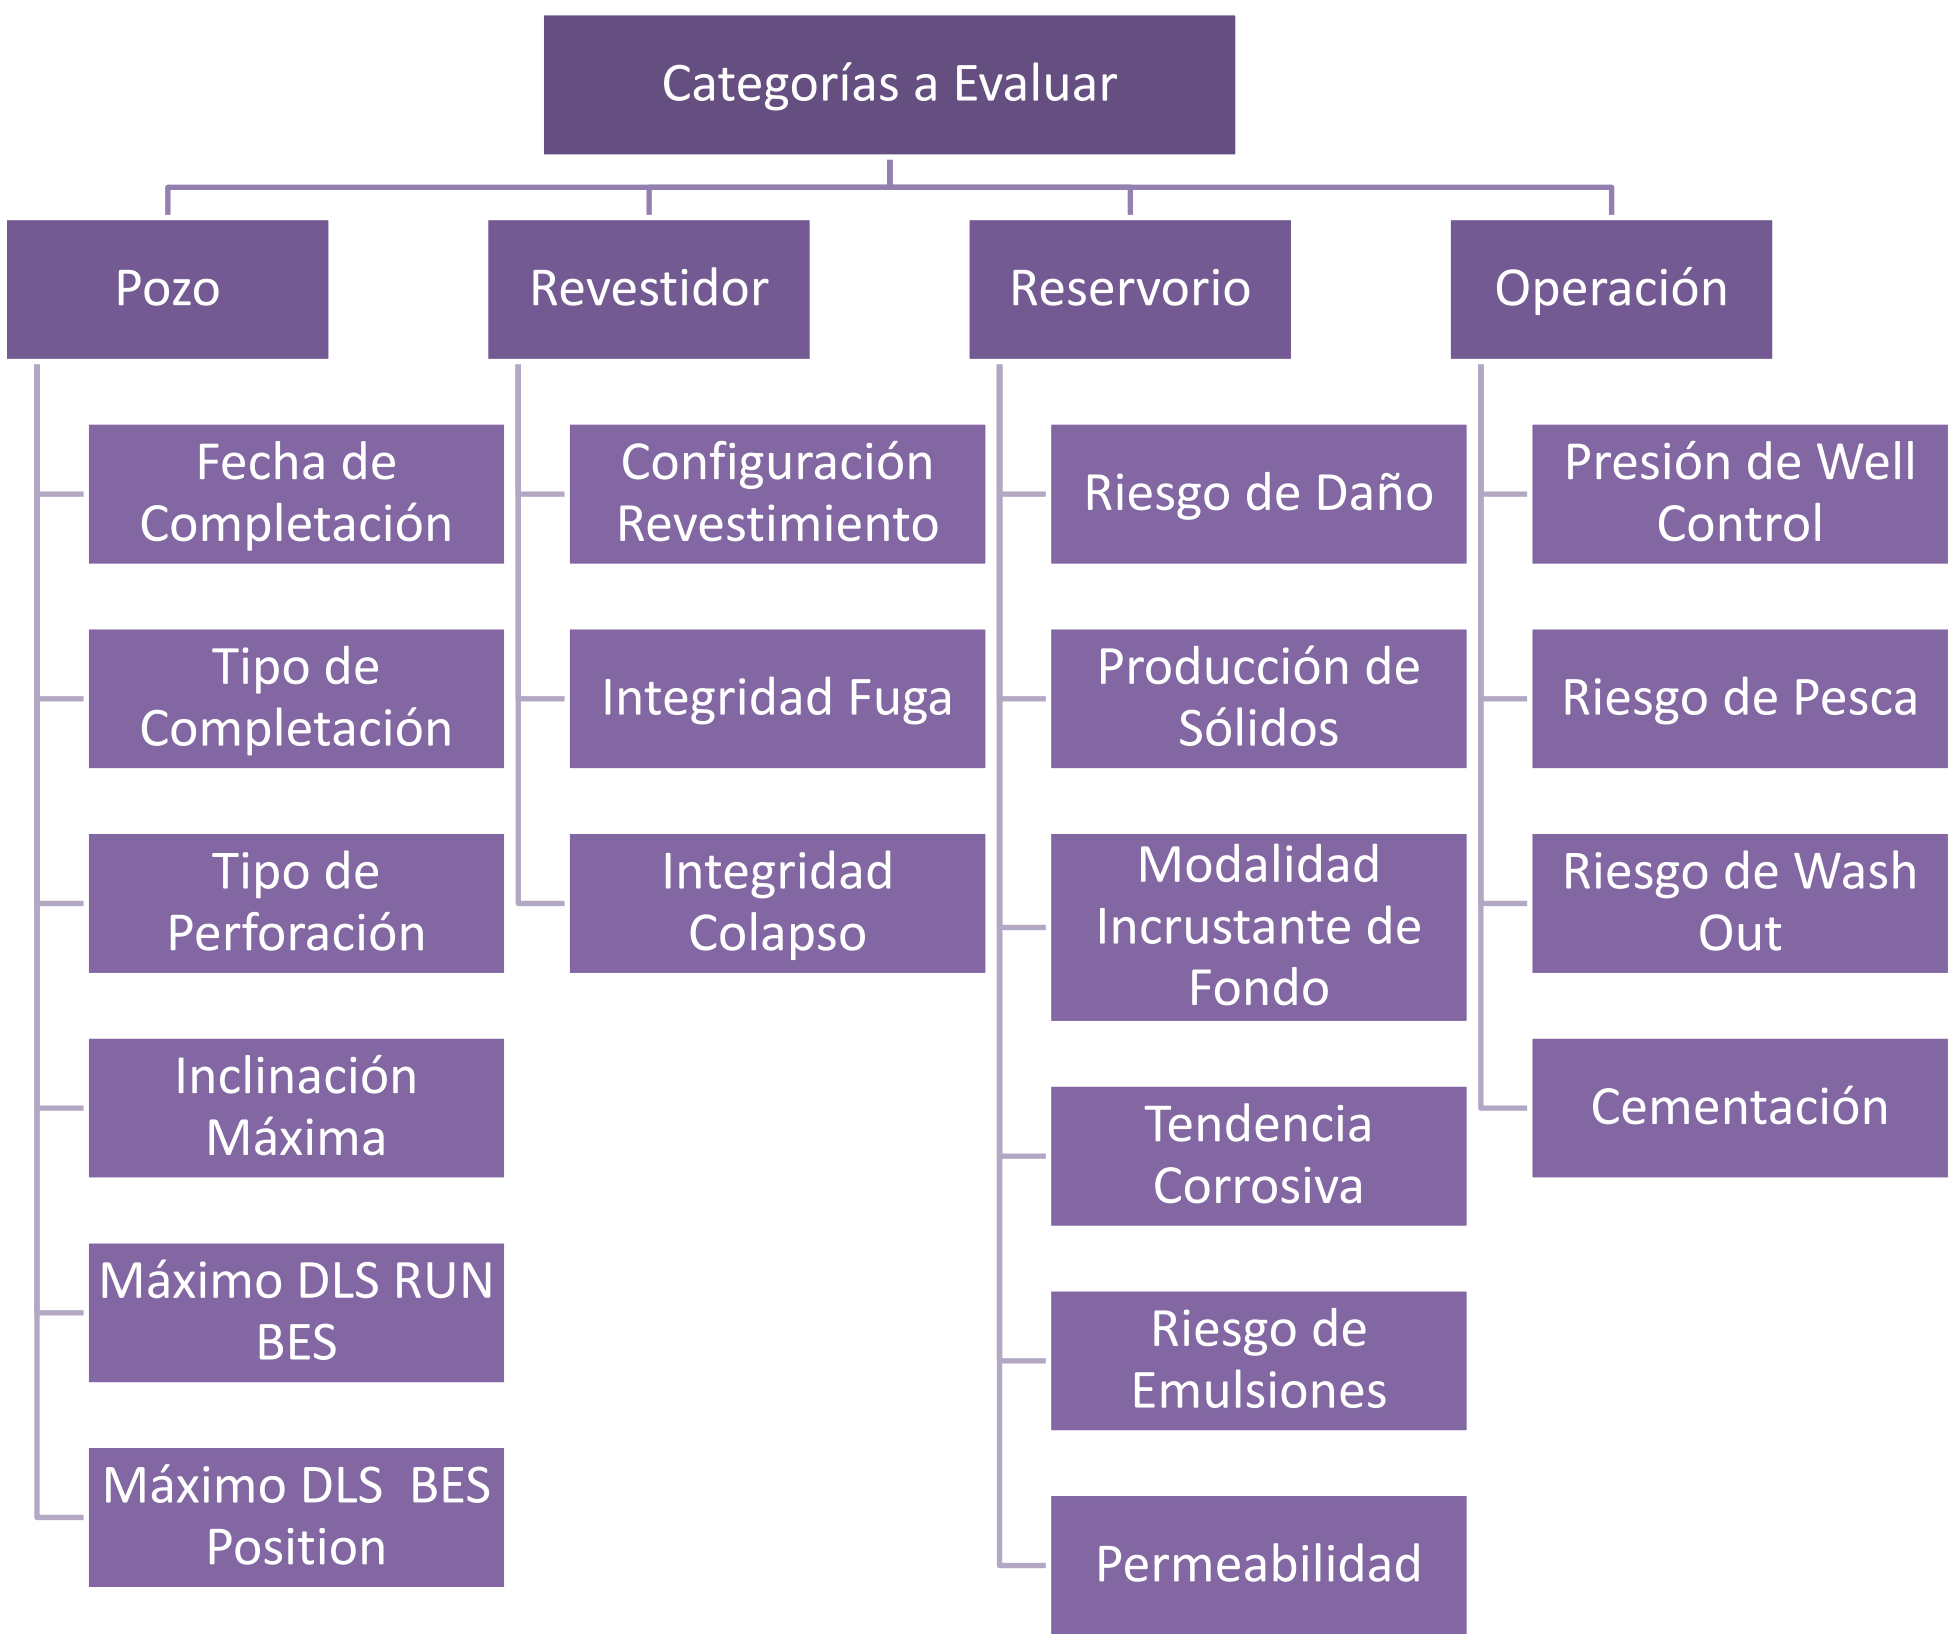 Categorías a Evaluar
Pozo
Fecha de
Completación
Tipo de
Completación
Tipo de
Perforación
Inclinación
Máxima
Máximo DLS RUN
BES
Máximo DLS  BES
Position
Revestidor
Configuración
Revestimiento
Integridad Fuga
Integridad
Colapso
Reservorio
Riesgo de Daño
Producción de
Sólidos
Modalidad
Incrustante de
Fondo
Tendencia
Corrosiva
Riesgo de
Emulsiones
Permeabilidad
Operación
Presión de Well
Control
Riesgo de Pesca
Riesgo de Wash
Out
Cementación